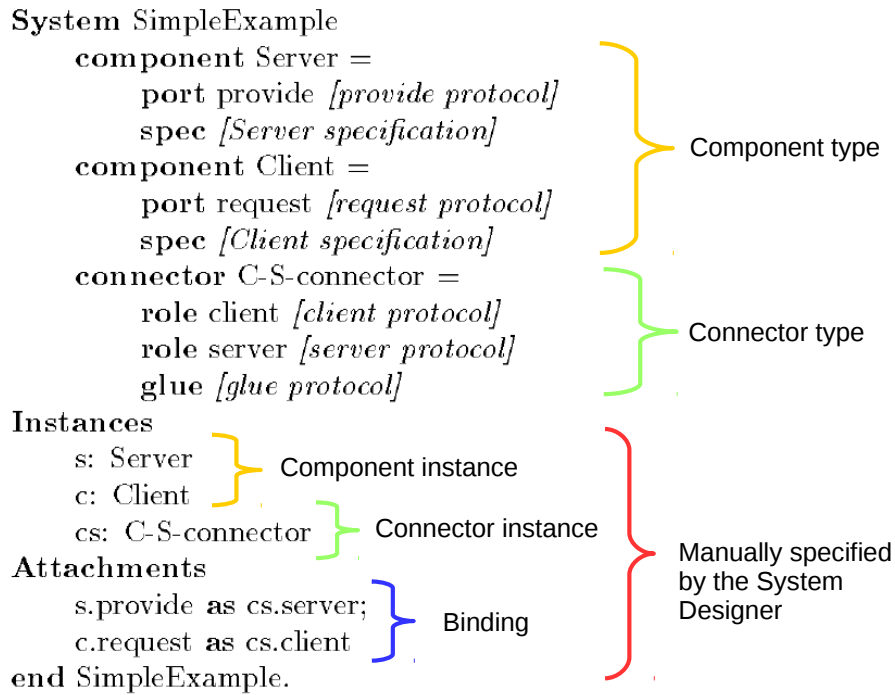 System SimpleExample
component Server =
port provide [provide protocol]
spec [Server specification]
component Client =
port request [request protocol]
spec [Client specification]
Component type
connector C-S-connector =
role client [client protocol]
role server [server protocol]
glue [glue protocol]
Connector type
Instances
s: Server
c: Client
Component instance
cs: C-S-connector
Connector instance
Attachments
s.provide as cs.server;
c.request as cs.client
Binding
end SimpleExample.
Manually specified
by the System
Designer